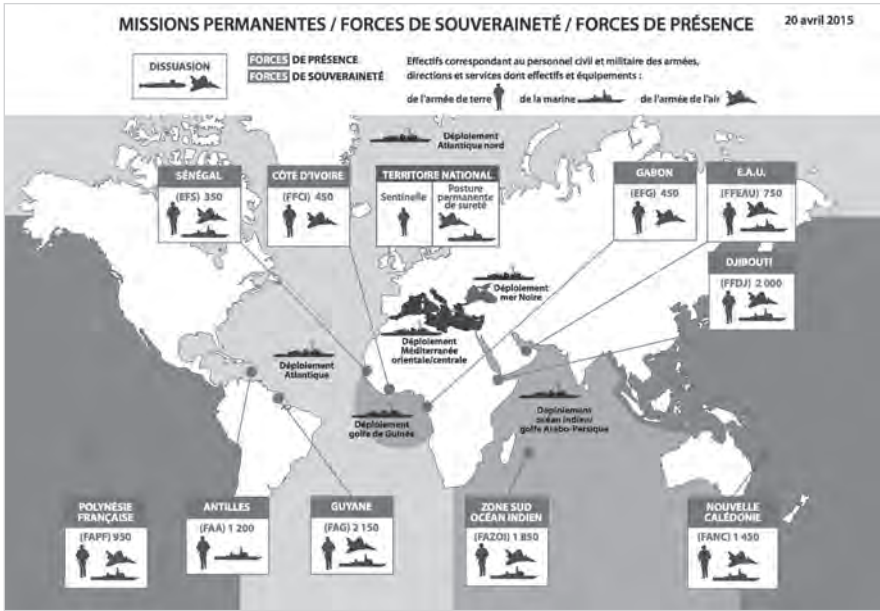 MISSIONS PERMANENTES / FORCES DE SOUVERAINETÉ / FORCES DE PRÉSENCE
20 avril 2015
DISSUASION
FORCES DE PRÉSENCE
FORCES DE SOUVERAINETÉ
Effectifs correspondant au personnel civil et militaire des armées,
directions et services dont effectifs et équipements :
de l'armée de terre
de la marine
de l'armée de l'air
Déploiement
Atlantique nord
SÉNÉGAL
(EFS) 350
CÔTE D'IVOIRE
(FFCI) 450
TERRITOIRE NATIONAL
Sentinelle
Posture
permanente
de sureté
GABON
(EFG) 450
E.A.U.
(FFEAU) 750
DJIBOUTI
(FFDJ) 2 000
Déploiement
mer Noire
Déploiement
Méditerranée
orientale/centrale
Déploiement
Atlantique
Déploiement
golfe de Guinée
Déploiement
océan indien/
golfe Arabo-Persique
POLYNÉSIE
FRANÇAISE
(FAPF) 950
ANTILLES
(FAA) 1 200
GUYANE
(FAG) 2 150
ZONE SUD
OCÉAN INDIEN
(FAZOI) 1 850
NOUVELLE
CALÉDONIE
(FANC) 1 450